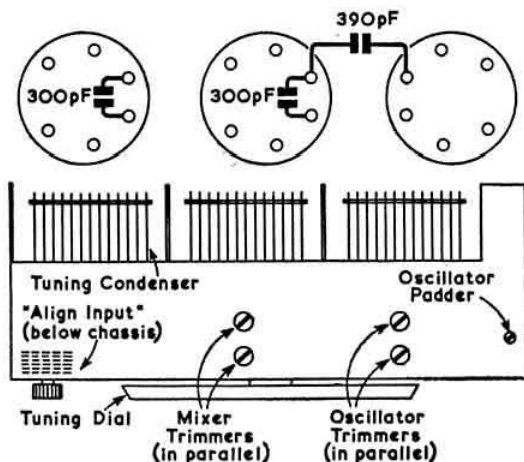 390pF
300pF
300pF
Tuning Condenser
"Align Input"
(below chassis)
Oscillator
Padder
Tuning Dial
Mixer
Trimmers
(in parallel)
Oscillator
Trimmers
(in parallel)